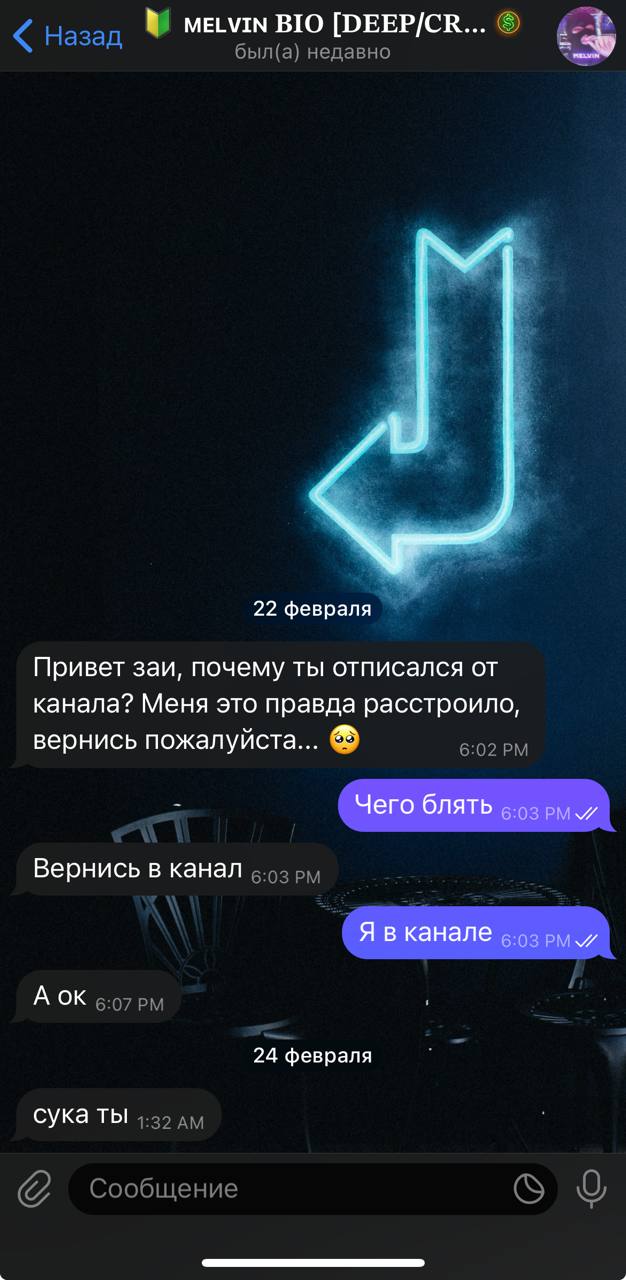 Назад
🔰 MELVIN BIO [DEEP/CR...
был(а) недавно
MELVIN
22 февраля
Привет заи, почему ты отписался от
канала? Меня это правда расстроило,
вернись пожалуйста... 🥺 6:02 PM
Чего блять 6:03 PM
Вернись в канал 6:03 PM
Я в канале 6:03 PM
А ок 6:07 PM
24 февраля
сука ты 1:32 AM
Сообщение